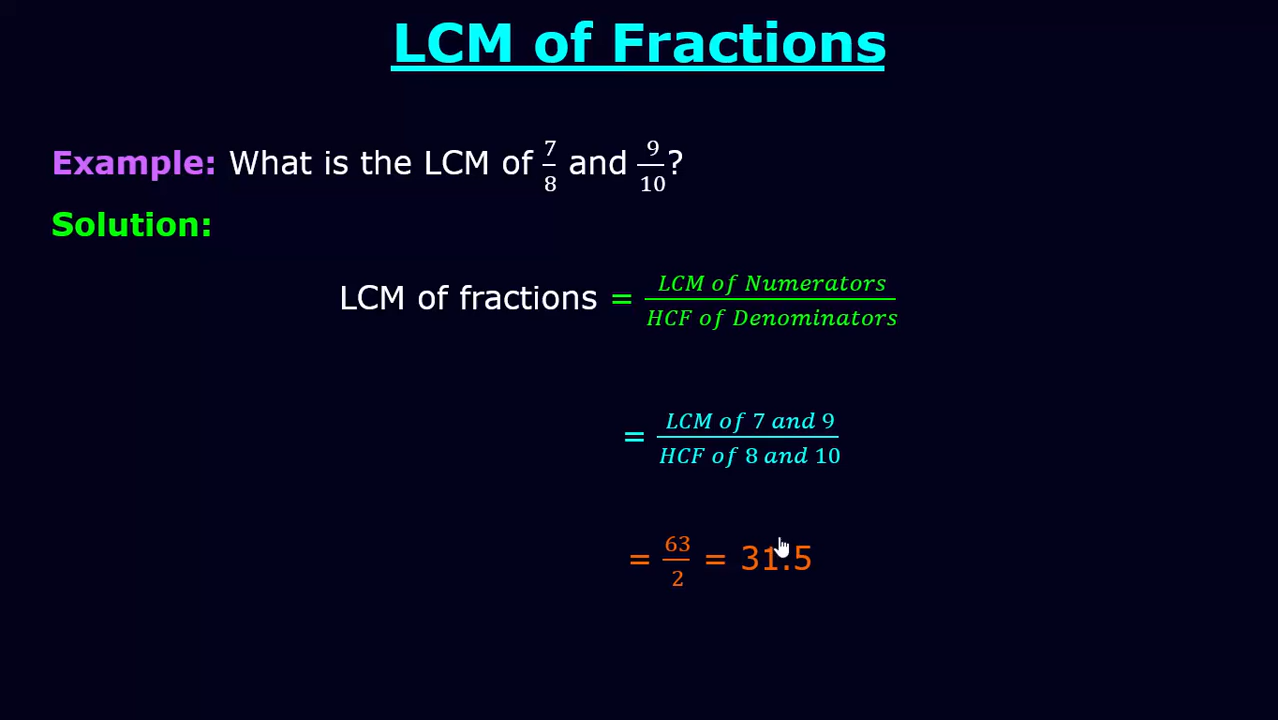 LCM of Fractions
Example: What is the LCM of 7/8 and 9/10?
Solution:
LCM of fractions = LCM of Numerators / HCF of Denominators
= LCM of 7 and 9 / HCF of 8 and 10
= 63/2 = 31.5